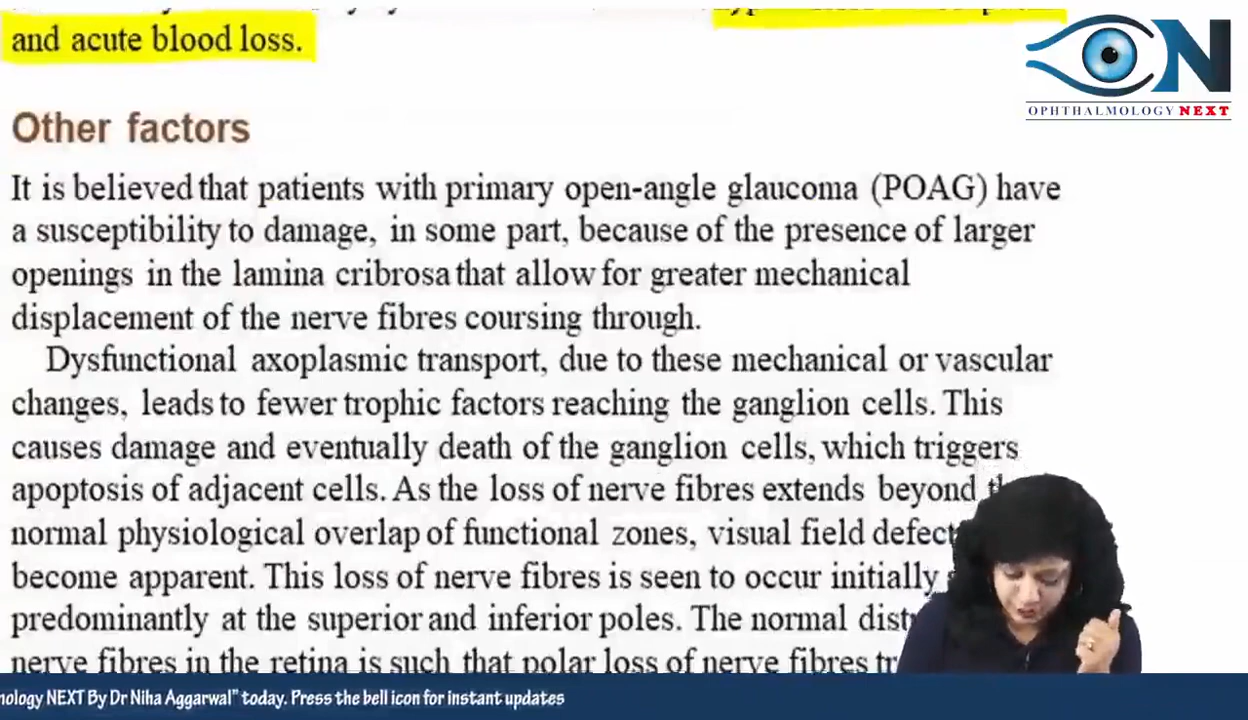 and acute blood loss.
ON
OPHTHALMOLOGY NEXT
Other factors
It is believed that patients with primary open-angle glaucoma (POAG) have
a susceptibility to damage, in some part, because of the presence of larger
openings in the lamina cribrosa that allow for greater mechanical
displacement of the nerve fibres coursing through.
Dysfunctional axoplasmic transport, due to these mechanical or vascular
changes, leads to fewer trophic factors reaching the ganglion cells. This
causes damage and eventually death of the ganglion cells, which triggers
apoptosis of adjacent cells. As the loss of nerve fibres extends beyond
normal physiological overlap of functional zones, visual field defect
become apparent. This loss of nerve fibres is seen to occur initially
predominantly at the superior and inferior poles. The normal dist
nerve fibres in the retina is such that polar loss of nerve fibres
nology NEXT By Dr Niha Aggarwal" today. Press the bell icon for instant updates